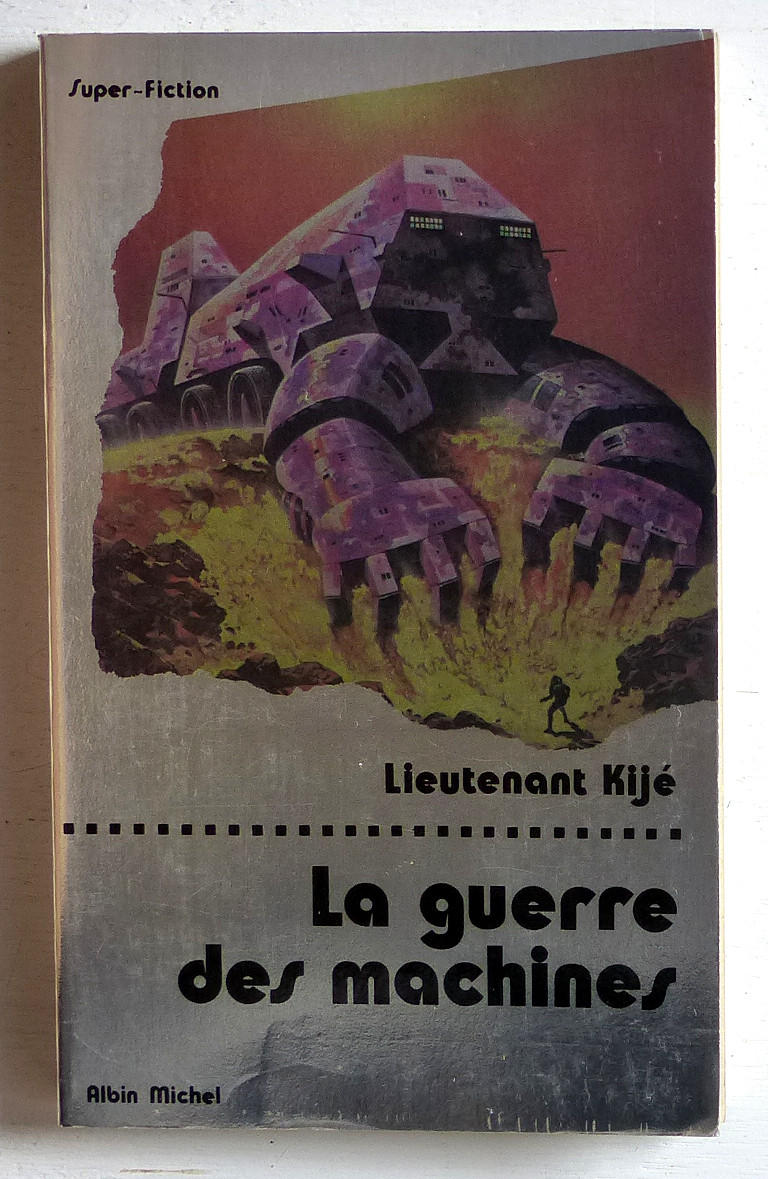 Super-Fiction
Lieutenant Kijé
La guerre
des machines
Albin Michel